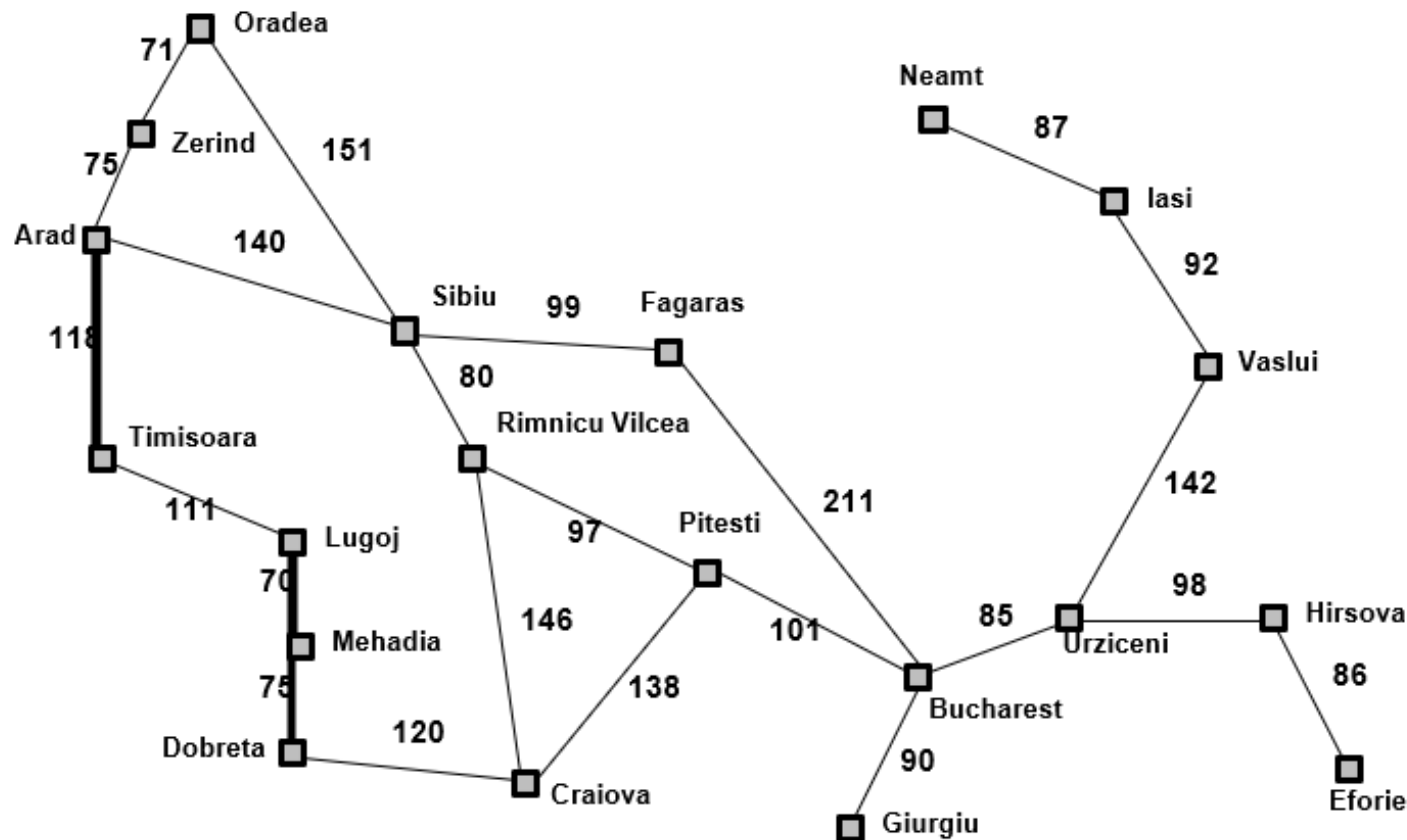 Oradea
71
Neamt
87
Zerind
151
75
Iasi
Arad
140
92
Sibiu
99
Fagaras
118
Vaslui
80
Rimnicu Vilcea
Timisoara
142
111
211
Pitesti
Lugoj
97
70
98
Hirsova
146
101
85
Mehadia
Urziceni
75
138
86
Bucharest
Dobreta
120
90
Craiova
Eforie
Giurgiu